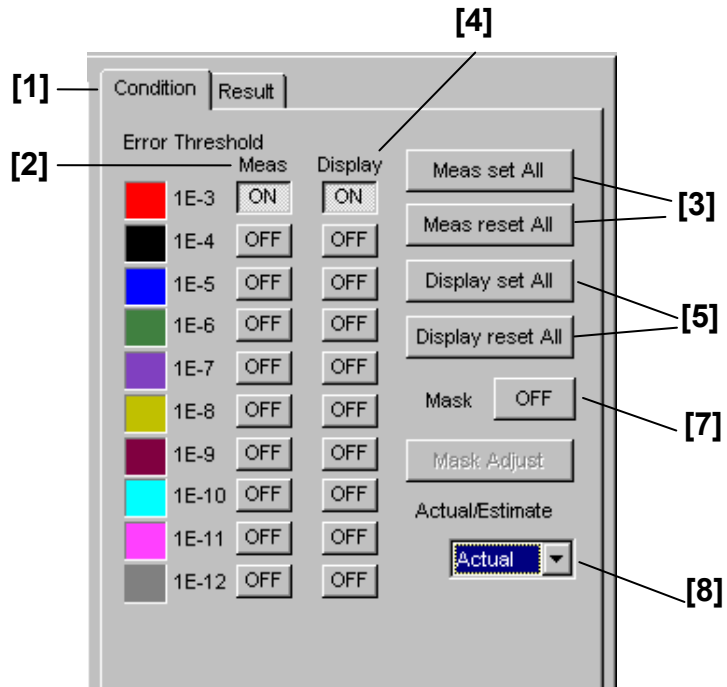 [4]
[1] Condition Result
Error Threshold
[2] Meas Display Meas set All
1E-3 ON ON [3]
1E-4 OFF OFF Meas reset All
1E-5 OFF OFF Display set All
1E-6 OFF OFF [5]
1E-7 OFF OFF Display reset All
1E-8 OFF OFF Mask OFF
[7]
1E-9 OFF OFF Mask Adjust
1E-10 OFF OFF Actual/Estimate
1E-11 OFF OFF Actual
1E-12 OFF OFF [8]